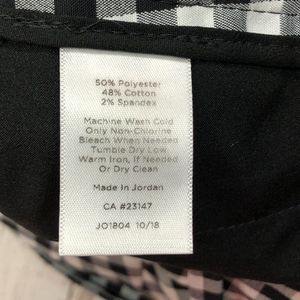 50% Polyester
48% Cotton
2% Spandex
Machine Wash Cold
Only Non-Chlorine
Bleach When Needed
Tumble Dry Low
Warm Iron, If Needed
Or Dry Clean
Made In Jordan
CA #23147
JO1804 10/18